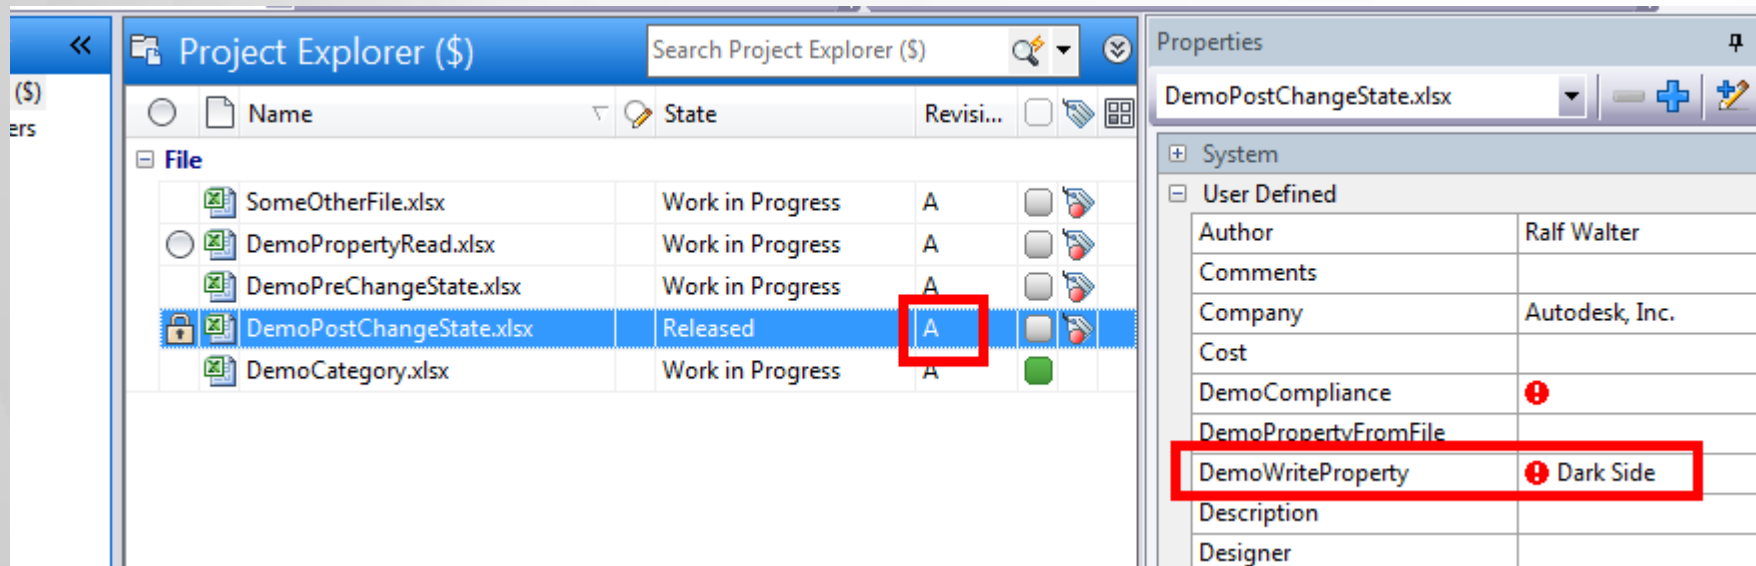 ($)
ers
Project Explorer ($)
Search Project Explorer ($)
Name State Revisi...
File
SomeOtherFile.xlsx Work in Progress A
DemoPropertyRead.xlsx Work in Progress A
DemoPreChangeState.xlsx Work in Progress A
DemoPostChangeState.xlsx Released A
DemoCategory.xlsx Work in Progress A
Properties
DemoPostChangeState.xlsx
System
User Defined
Author Ralf Walter
Comments
Company Autodesk, Inc.
Cost
DemoCompliance
DemoPropertyFromFile
DemoWriteProperty Dark Side
Description
Designer